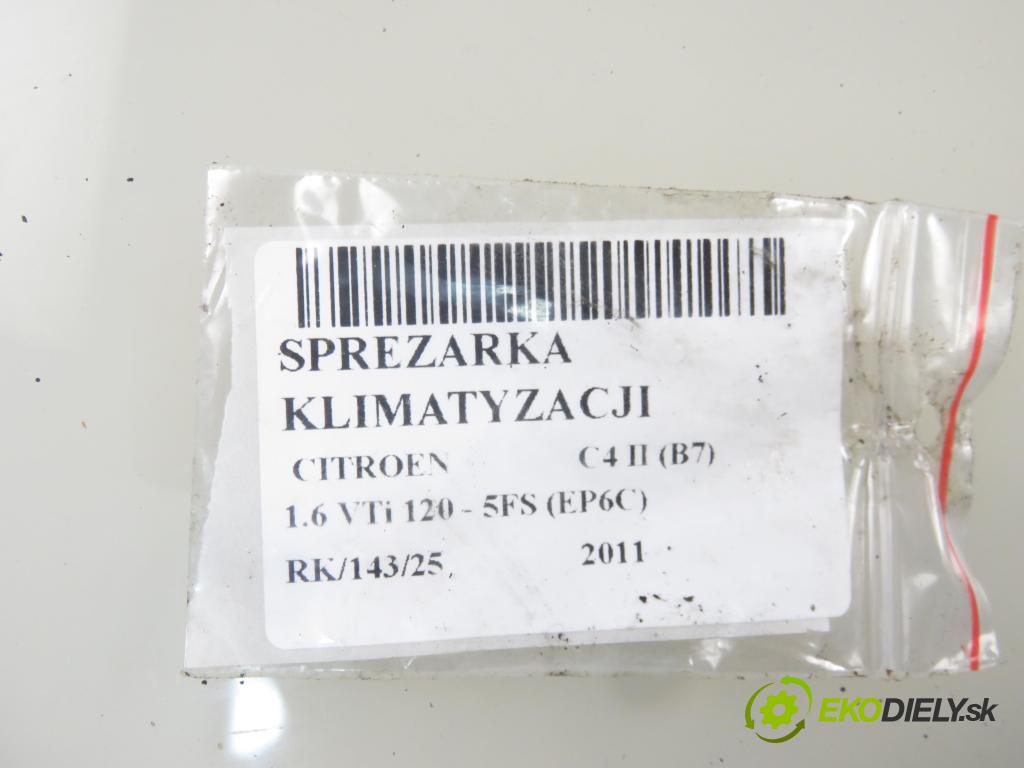 SPREZARKA
KLIMATYZACJI
CITROEN C4 II (B7)
1.6 VTi 120 - 5FS (EP6C)
RK/143/25 2011
EKODIELY.sk